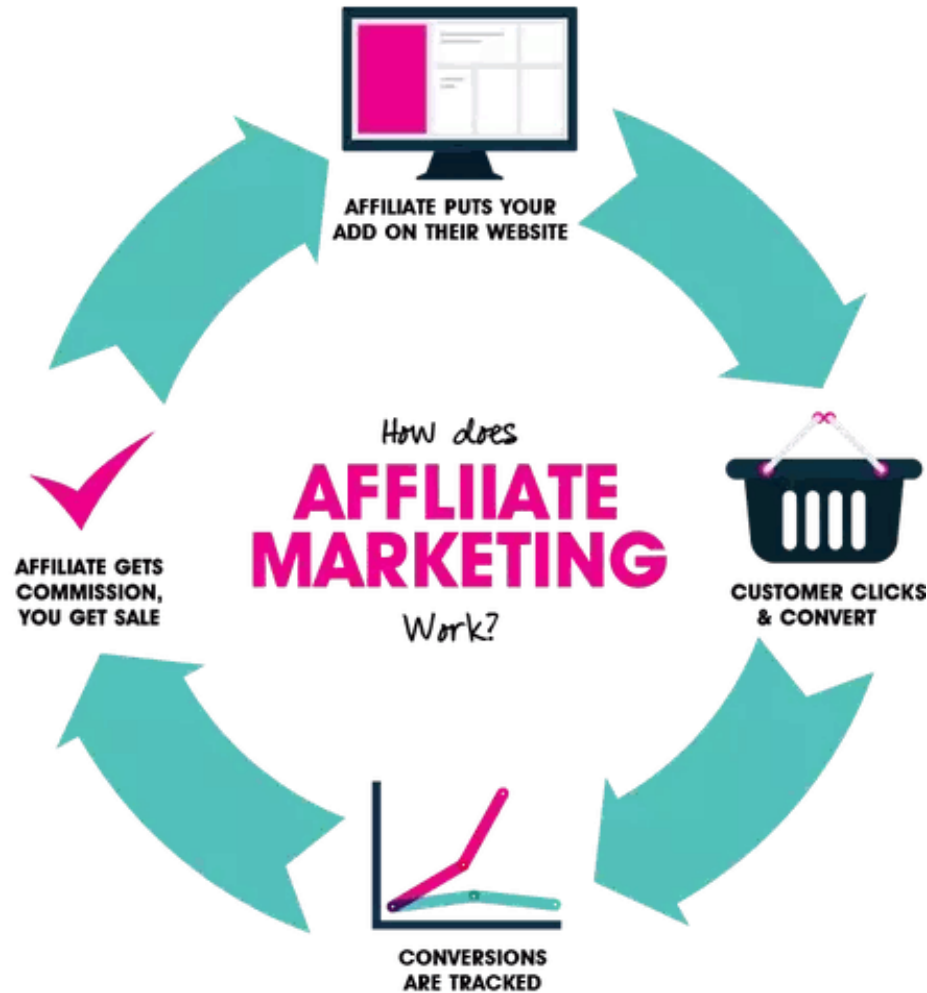 AFFILIATE PUTS YOUR
ADD ON THEIR WEBSITE
How does
AFFLIIATE
MARKETING
Work?
CUSTOMER CLICKS
& CONVERT
CONVERSIONS
ARE TRACKED
AFFILIATE GETS
COMMISSION,
YOU GET SALE